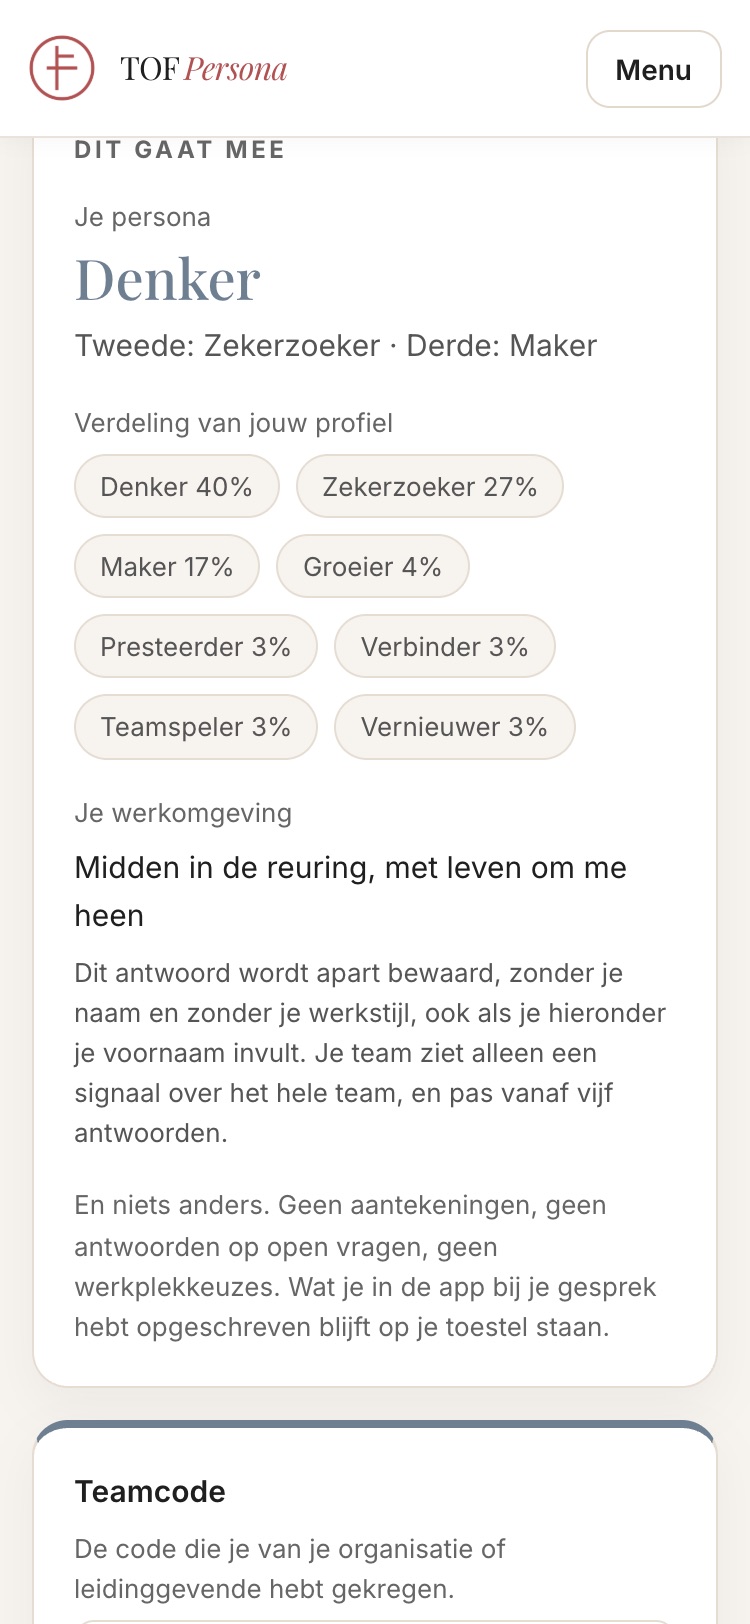 TOF Persona
Menu
DIT GAAT MEE
Je persona
Denker
Tweede: Zekerzoeker · Derde: Maker
Verdeling van jouw profiel
Denker 40%
Zekerzoeker 27%
Maker 17%
Groeier 4%
Presteerder 3%
Verbinder 3%
Teamspeler 3%
Vernieuwer 3%
Je werkomgeving
Midden in de reuring, met leven om me
heen
Dit antwoord wordt apart bewaard, zonder je
naam en zonder je werkstijl, ook als je hieronder
je voornaam invult. Je team ziet alleen een
signaal over het hele team, en pas vanaf vijf
antwoorden.
En niets anders. Geen aantekeningen, geen
antwoorden op open vragen, geen
werkplekkeuzes. Wat je in de app bij je gesprek
hebt opgeschreven blijft op je toestel staan.
Teamcode
De code die je van je organisatie of
leidinggevende hebt gekregen.